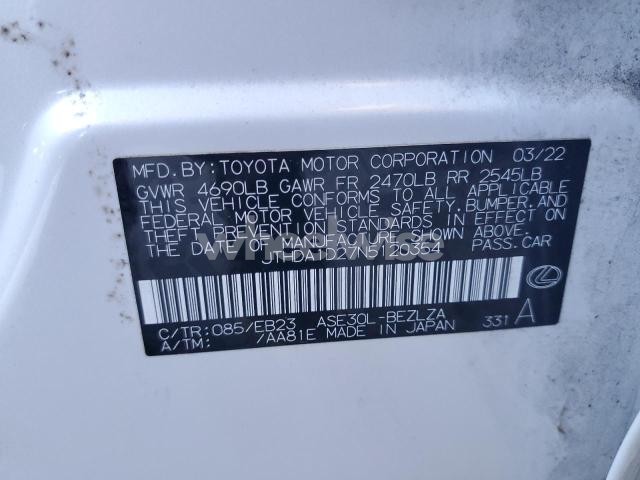 MFD. BY: TOYOTA MOTOR CORPORATION 03/22
GVWR 4690LB GAWR FR 2470LB RR 2545LB
THIS VEHICLE CONFORMS TO ALL APPLICABLE
FEDERAL MOTOR VEHICLE SAFETY, BUMPER, AND
THEFT PREVENTION STANDARDS IN EFFECT ON
THE DATE OF MANUFACTURE SHOWN ABOVE.
PASS. CAR
C/TR: 085/EB23 ASE30L-BEZLZA
A/TM: /AA81E MADE IN JAPAN 331 A